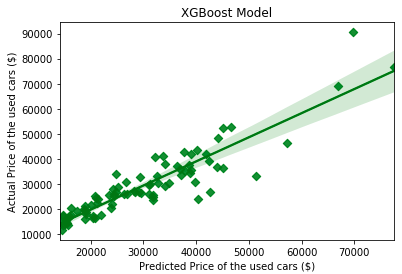 XGBoost Model
Actual Price of the used cars ($)
90000
80000
70000
60000
50000
40000
30000
20000
10000
20000 30000 40000 50000 60000 70000
Predicted Price of the used cars ($)